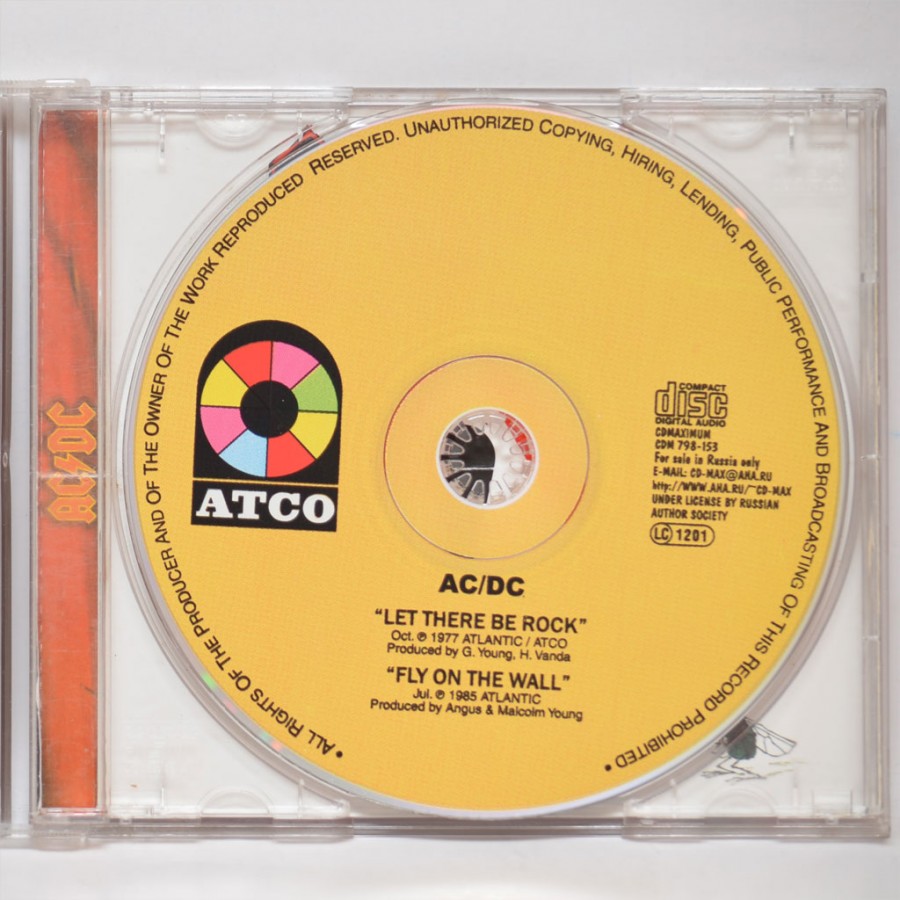 AC/DC
• ALL RIGHTS OF THE PRODUCER AND OF THE OWNER OF THE WORK REPRODUCED RESERVED. UNAUTHORIZED COPYING, HIRING, LENDING, PUBLIC PERFORMANCE AND BROADCASTING OF THIS RECORD PROHIBITED •
ATCO
COMPACT
disc
DIGITAL AUDIO
CDMAXIMUM
CDM 798-153
For sale in Russia only
E-MAIL: CD-MAX@AHA.RU
http://WWW.AHA.RU/~CD-MAX
UNDER LICENSE BY RUSSIAN
AUTHOR SOCIETY
LC 1201
AC/DC
"LET THERE BE ROCK"
Oct. ℗ 1977 ATLANTIC / ATCO
Produced by G. Young, H. Vanda
"FLY ON THE WALL"
Jul. ℗ 1985 ATLANTIC
Produced by Angus & Malcolm Young